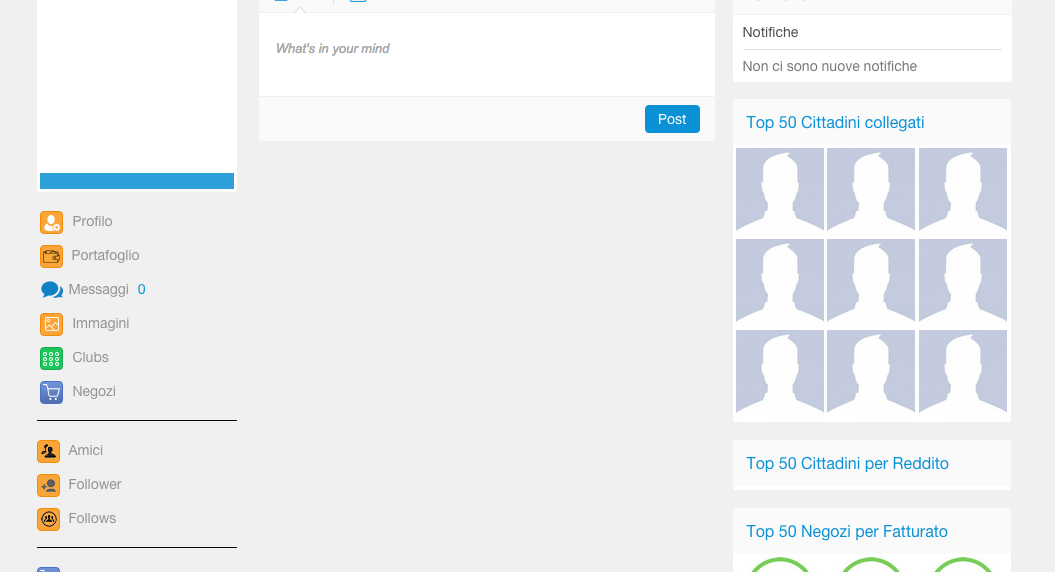 What's in your mind
Post
Profilo
Portafoglio
Messaggi 0
Immagini
Clubs
Negozi
Amici
Follower
Follows
Notifiche
Non ci sono nuove notifiche
Top 50 Cittadini collegati
Top 50 Cittadini per Reddito
Top 50 Negozi per Fatturato